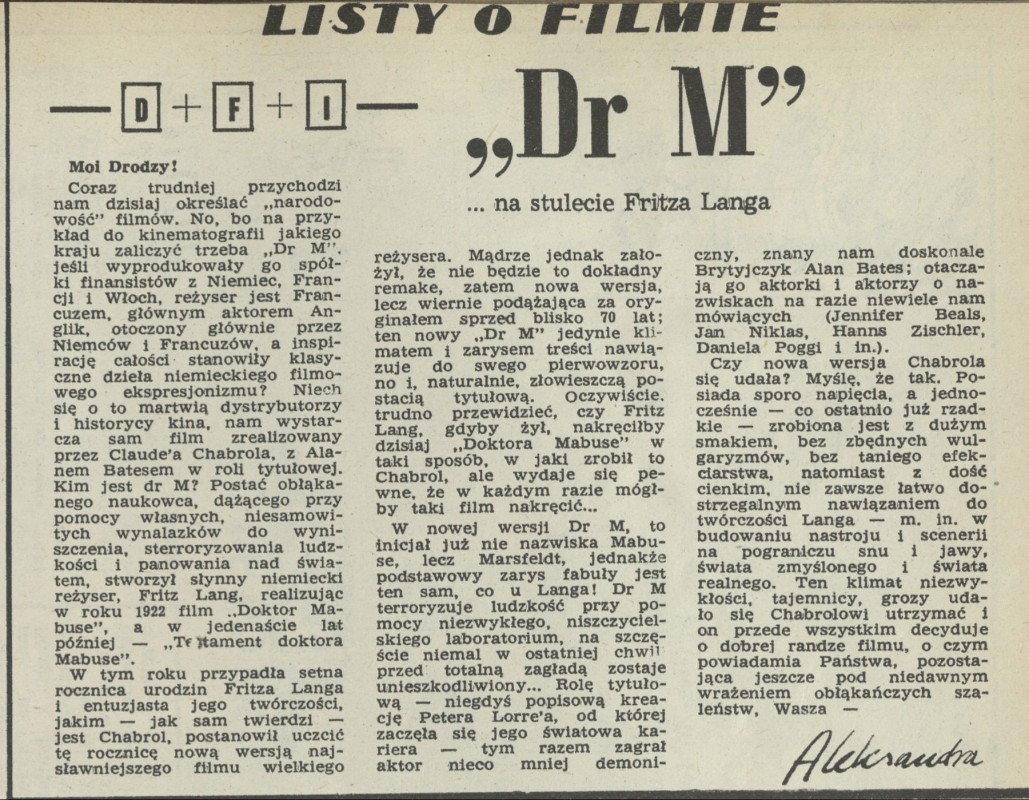 LISTY O FILMIE
— D + F + I —
„Dr M”
... na stulecie Fritza Langa
Moi Drodzy!
Coraz trudniej przychodzi
nam dzisiaj określać „narodo-
wość” filmów. No, bo na przy-
kład do kinematografii jakiego
kraju zaliczyć trzeba „Dr M”.
jeśli wyprodukowały go spół-
ki finansistów z Niemiec, Fran-
cji i Włoch, reżyser jest Fran-
cuzem, głównym aktorem An-
glik, otoczony głównie przez
Niemców i Francuzów, a inspi-
rację całości stanowiły klasy-
czne dzieła niemieckiego filmo-
wego ekspresjonizmu? Niech
się o to martwią dystrybutorzy
i historycy kina, nam wystar-
cza sam film zrealizowany
przez Claude'a Chabrola, z Ala-
nem Batesem w roli tytułowej.
Kim jest dr M? Postać obłąka-
nego naukowca, dążącego przy
pomocy własnych, niesamowi-
tych wynalazków do wyni-
szczenia, sterroryzowania ludz-
kości i panowania nad świa-
tem, stworzył słynny niemiecki
reżyser, Fritz Lang, realizując
w roku 1922 film „Doktor Ma-
buse”, a w jedenaście lat
później — „Testament doktora
Mabuse”.
W tym roku przypadła setna
rocznica urodzin Fritza Langa
i entuzjasta jego twórczości,
jakim — jak sam twierdzi —
jest Chabrol, postanowił uczcić
tę rocznicę nową wersją naj-
sławniejszego filmu wielkiego
reżysera. Mądrze jednak zało-
żył, że nie będzie to dokładny
remake, zatem nowa wersja,
lecz wiernie podążająca za ory-
ginałem sprzed blisko 70 lat;
ten nowy „Dr M” jedynie kli-
matem i zarysem treści nawią-
zuje do swego pierwowzoru,
no i, naturalnie, złowieszczą po-
stacią tytułową. Oczywiście.
trudno przewidzieć, czy Fritz
Lang, gdyby żył, nakręciłby
dzisiaj „Doktora Mabuse” w
taki sposób, w jaki zrobił to
Chabrol, ale wydaje się pe-
wne, że w każdym razie mógł-
by taki film nakręcić...
W nowej wersji Dr M, to
inicjał już nie nazwiska Mabu-
se, lecz Marsfeldt, jednakże
podstawowy zarys fabuły jest
ten sam, co u Langa! Dr M
terroryzuje ludzkość przy po-
mocy niezwykłego, niszczyciel-
skiego laboratorium, na szczę-
ście niemal w ostatniej chwil
przed totalną zagładą zostaje
unieszkodliwiony... Rolę tytuło-
wą — niegdyś popisową krea-
cję Petera Lorre'a, od której
zaczęła się jego światowa ka-
riera — tym razem zagrał
aktor nieco mniej demoni-
czny, znany nam doskonale
Brytyjczyk Alan Bates; otacza-
ją go aktorki i aktorzy o na-
zwiskach na razie niewiele nam
mówiących (Jennifer Beals,
Jan Niklas, Hanns Zischler,
Daniela Poggi i in.).
Czy nowa wersja Chabrola
się udała? Myślę, że tak. Po-
siada sporo napięcia, a jedno-
cześnie — co ostatnio już rzad-
kie — zrobiona jest z dużym
smakiem, bez zbędnych wul-
garyzmów, bez taniego efek-
ciarstwa, natomiast z dość
cienkim, nie zawsze łatwo do-
strzegalnym nawiązaniem do
twórczości Langa — m. in. w
budowaniu nastroju i scenerii
na pograniczu snu i jawy,
świata zmyślonego i świata
realnego. Ten klimat niezwy-
kłości, tajemnicy, grozy uda-
ło się Chabrolowi utrzymać i
on przede wszystkim decyduje
o dobrej randze filmu, o czym
powiadamia Państwa, pozosta-
jąca jeszcze pod niedawnym
wrażeniem obłąkańczych sza-
leństw, Wasza —
Aleksandra